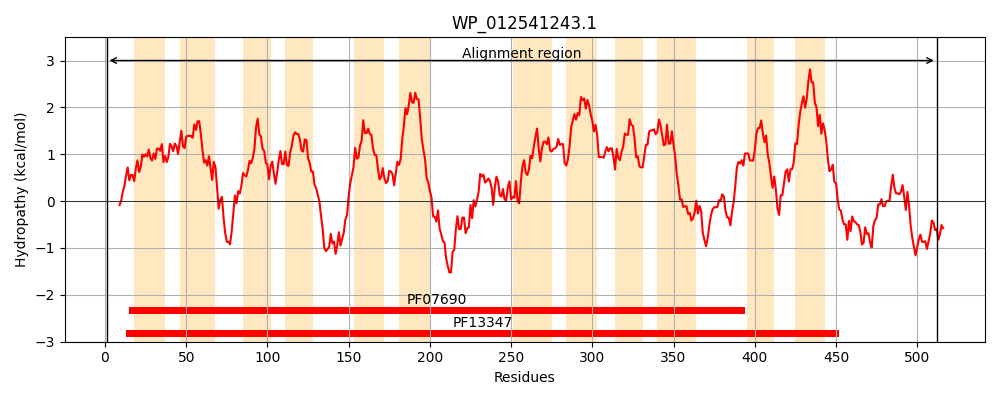 WP_012541243.1
Alignment region
Hydropathy (kcal/mol)
3
2
1
0
−1
−2
−3
PF07690
PF13347
0 50 100 150 200 250 300 350 400 450 500
Residues